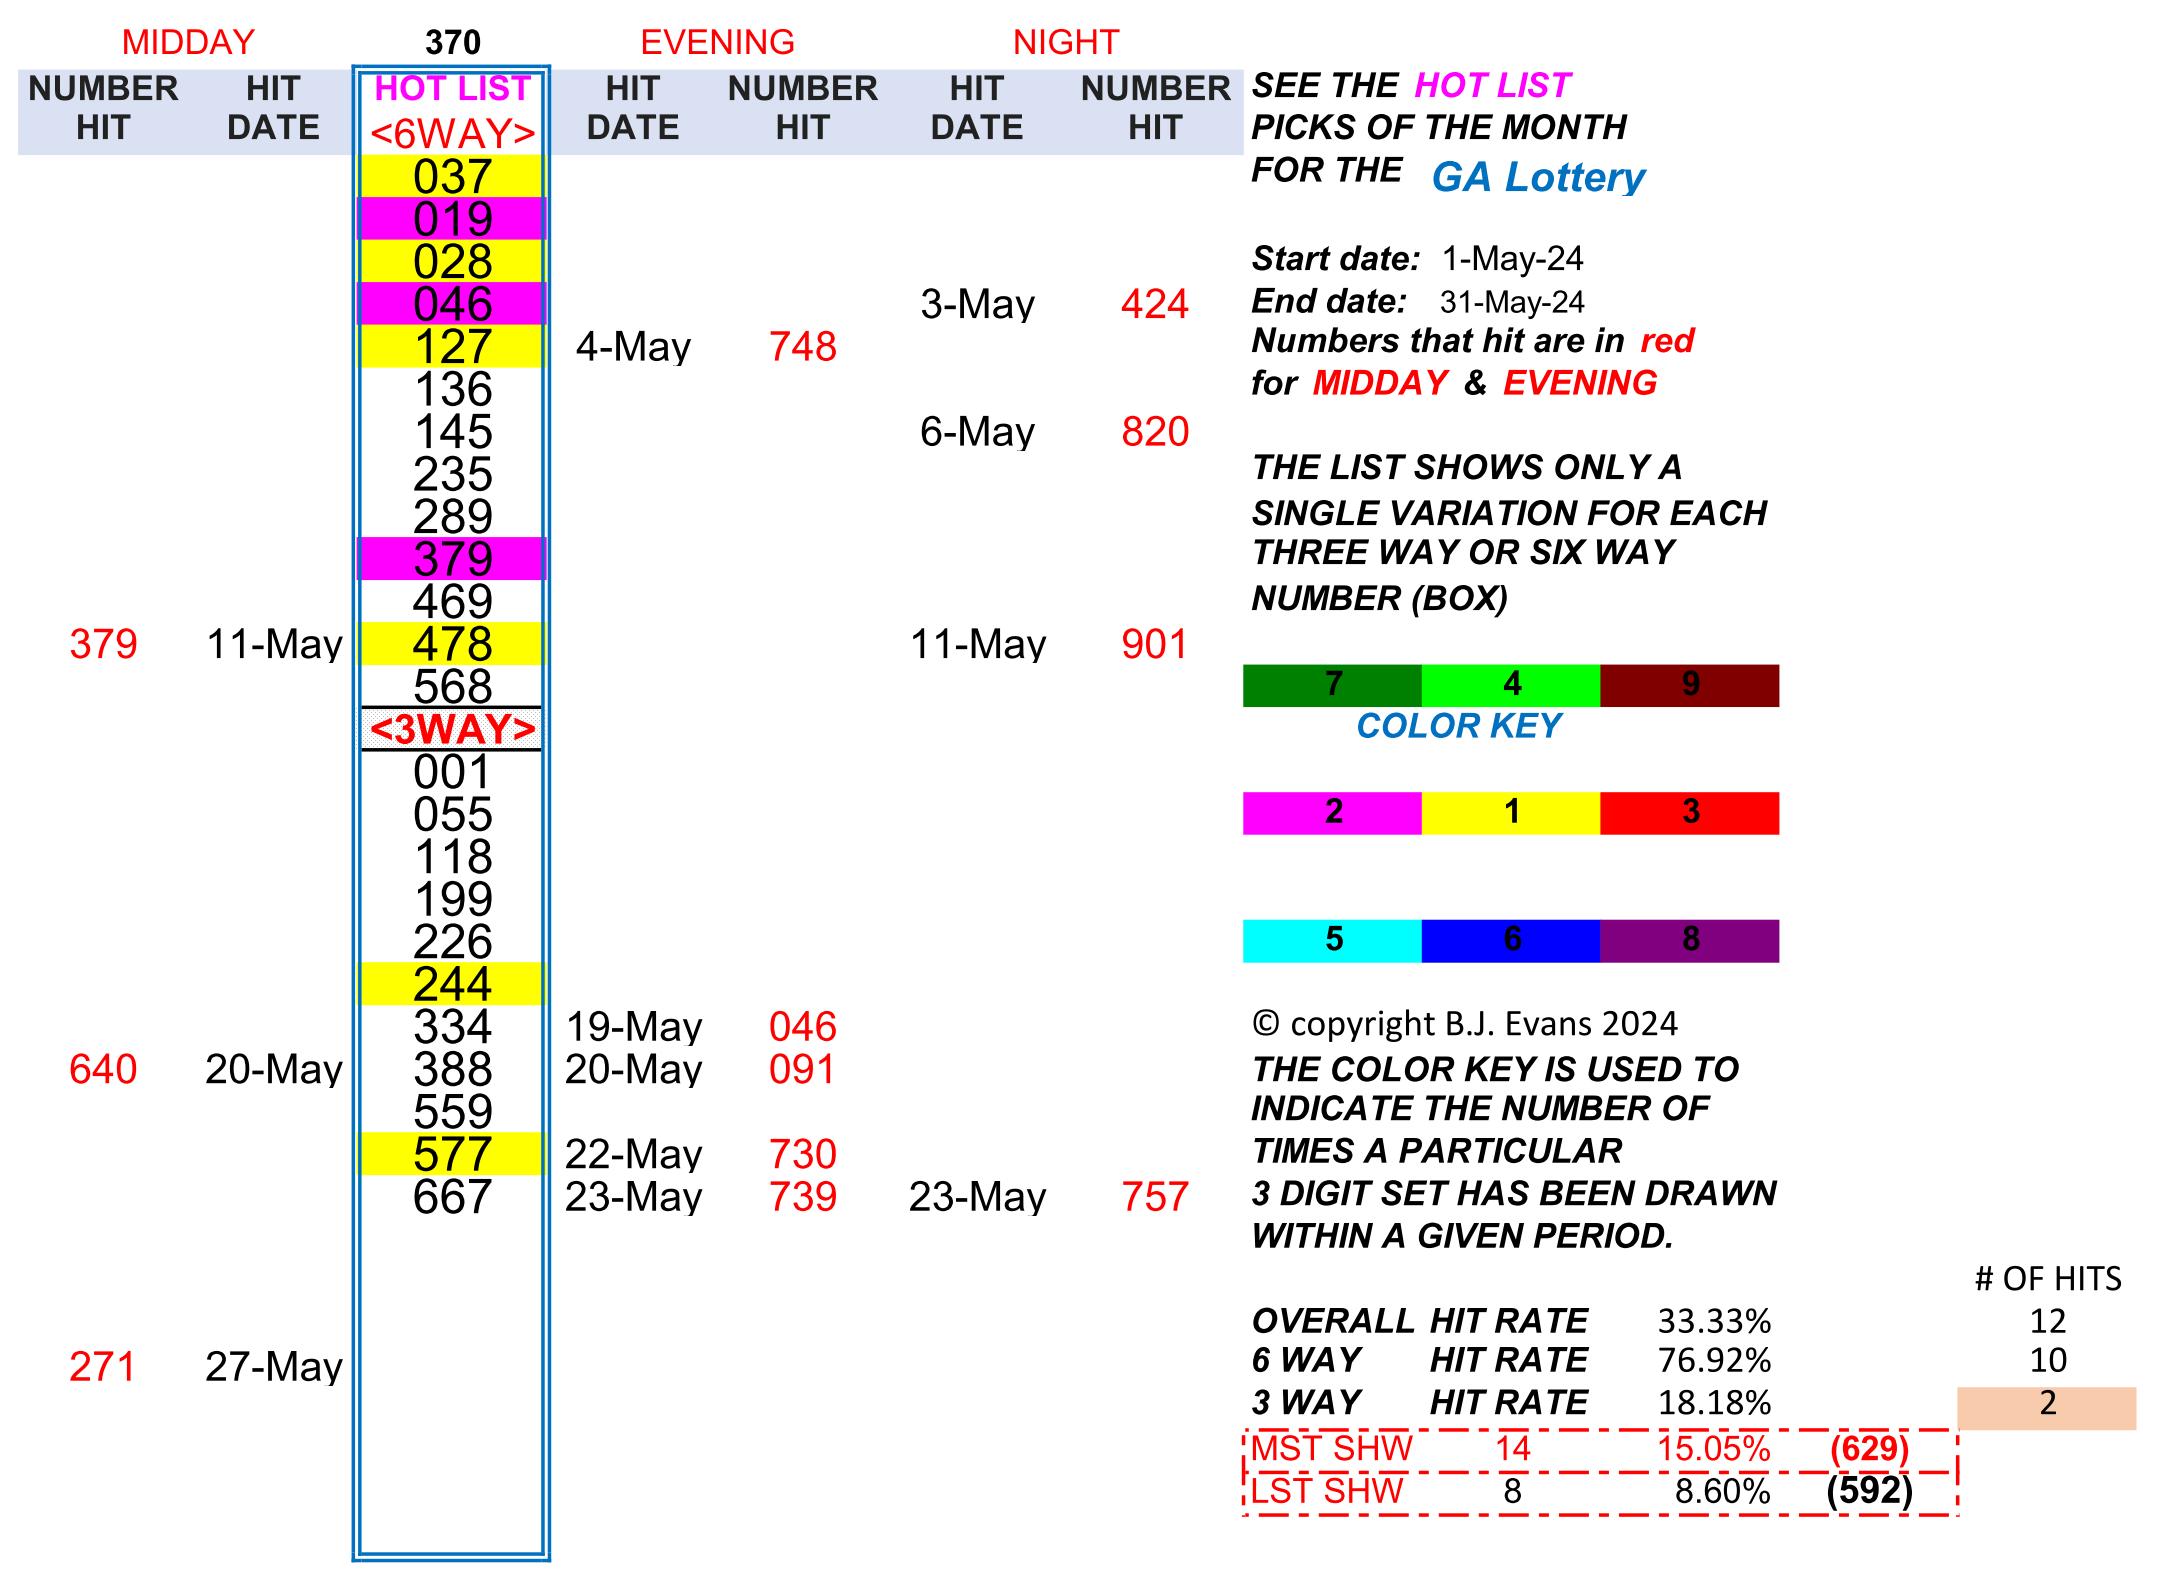 MIDDAY 370 EVENING NIGHT
NUMBER HIT HOT LIST HIT NUMBER HIT NUMBER SEE THE HOT LIST
HIT DATE <6WAY> DATE HIT DATE HIT PICKS OF THE MONTH
037 FOR THE GA Lottery
019
028 Start date: 1-May-24
046 3-May 424 End date: 31-May-24
127 4-May 748 Numbers that hit are in red
136 for MIDDAY & EVENING
145 6-May 820
235 THE LIST SHOWS ONLY A
289 SINGLE VARIATION FOR EACH
379 THREE WAY OR SIX WAY
469 NUMBER (BOX)
379 11-May 478 11-May 901
568 7 4 9
<3WAY> COLOR KEY
001
055 2 1 3
118
199
226 5 6 8
244
334 19-May 046 © copyright B.J. Evans 2024
640 20-May 388 20-May 091 THE COLOR KEY IS USED TO
559 INDICATE THE NUMBER OF
577 22-May 730 TIMES A PARTICULAR
667 23-May 739 23-May 757 3 DIGIT SET HAS BEEN DRAWN
WITHIN A GIVEN PERIOD.
# OF HITS
OVERALL HIT RATE 33.33% 12
271 27-May 6 WAY HIT RATE 76.92% 10
3 WAY HIT RATE 18.18% 2
MST SHW 14 15.05% (629)
LST SHW 8 8.60% (592)